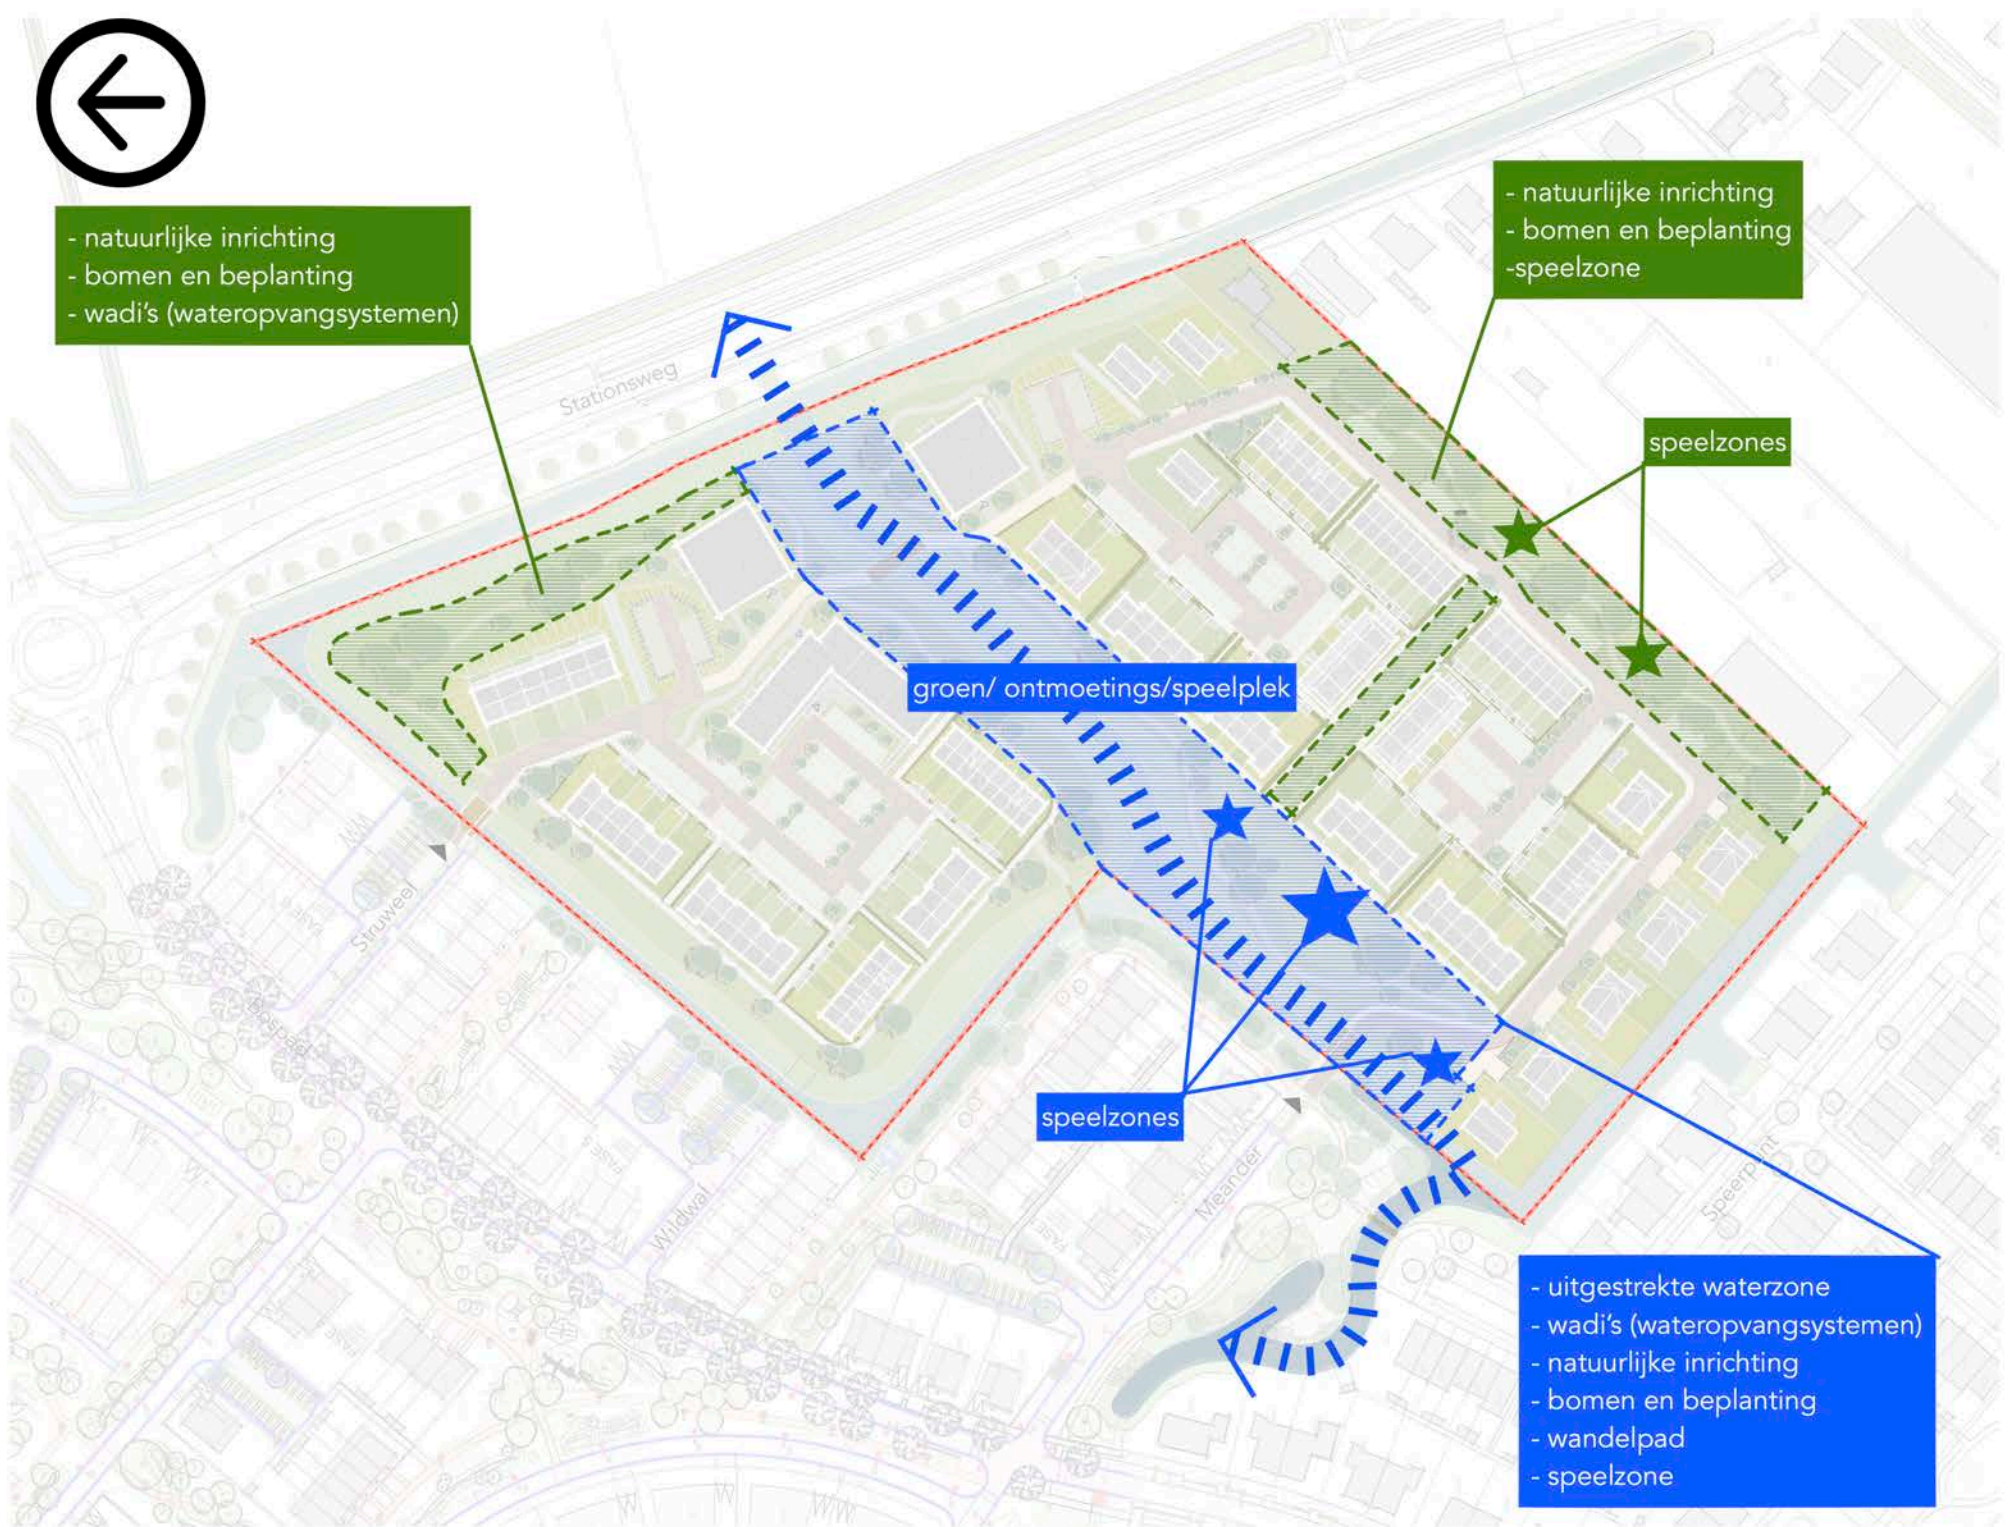 - natuurlijke inrichting
- bomen en beplanting
- wadi's (wateropvangsystemen)
- natuurlijke inrichting
- bomen en beplanting
-speelzone
Stationsweg
speelzones
groen/ ontmoetings/speelplek
Struweel
speelzones
Wildwal
Meander
Speerpunt
- uitgestrekte waterzone
- wadi's (wateropvangsystemen)
- natuurlijke inrichting
- bomen en beplanting
- wandelpad
- speelzone